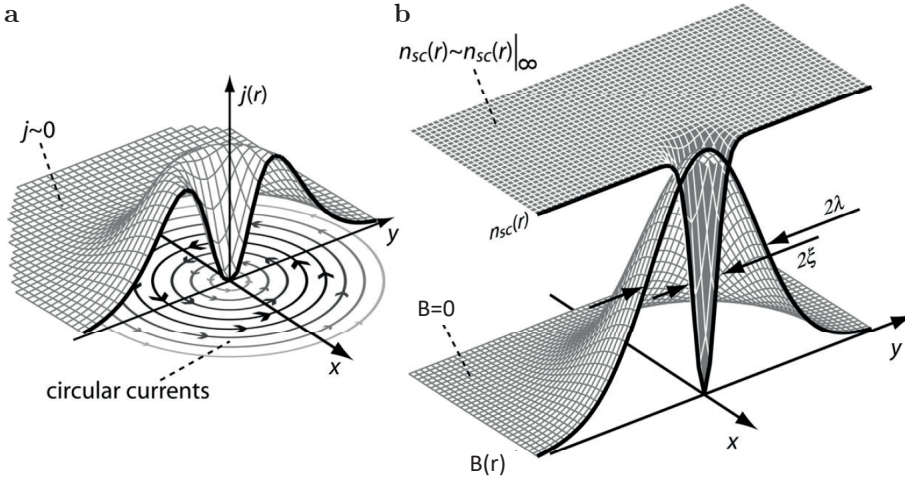 a
j(r)
j~0
y
x
circular currents
b
n_sc(r)~n_sc(r)|∞
n_sc(r)
2λ
2ξ
B=0
y
x
B(r)